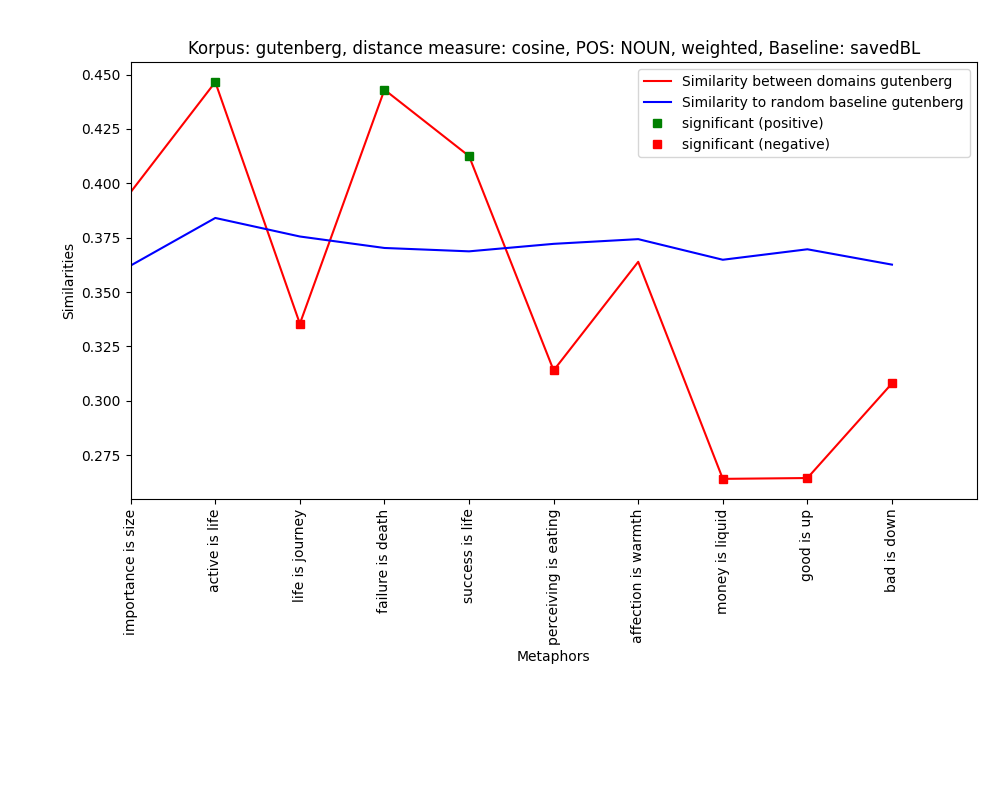 Korpus: gutenberg, distance measure: cosine, POS: NOUN, weighted, Baseline: savedBL
Similarity between domains gutenberg
Similarity to random baseline gutenberg
significant (positive)
significant (negative)
Similarities
0.450
0.425
0.400
0.375
0.350
0.325
0.300
0.275
importance is size
active is life
life is journey
failure is death
success is life
perceiving is eating
affection is warmth
money is liquid
good is up
bad is down
Metaphors